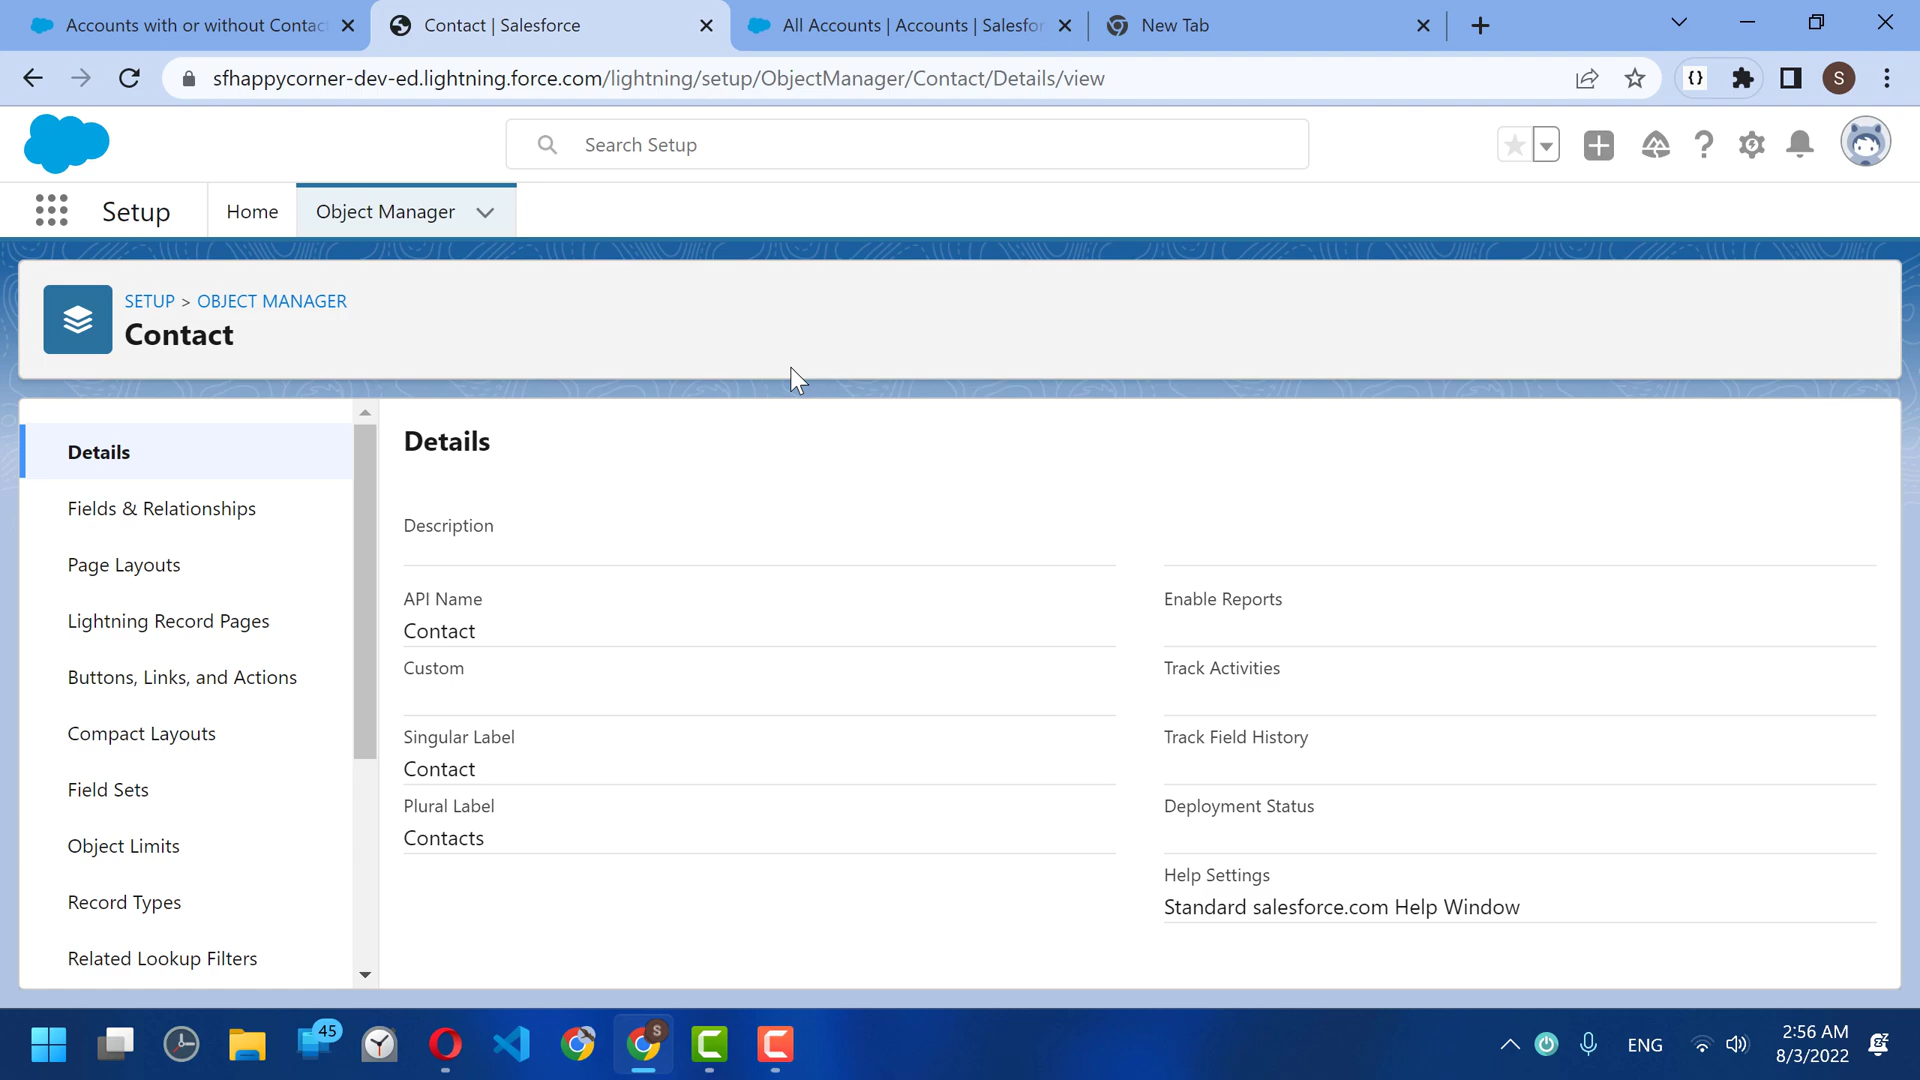 Accounts with or without Contac
Contact | Salesforce
All Accounts | Accounts | Salesfor
New Tab
sfhappycorner-dev-ed.lightning.force.com/lightning/setup/ObjectManager/Contact/Details/view
S
Search Setup
Setup
Home
Object Manager
SETUP > OBJECT MANAGER
Contact
Details
Fields & Relationships
Page Layouts
Lightning Record Pages
Buttons, Links, and Actions
Compact Layouts
Field Sets
Object Limits
Record Types
Related Lookup Filters
Details
Description
API Name
Contact
Custom
Singular Label
Contact
Plural Label
Contacts
Enable Reports
Track Activities
Track Field History
Deployment Status
Help Settings
Standard salesforce.com Help Window
45
S
ENG
2:56 AM
8/3/2022